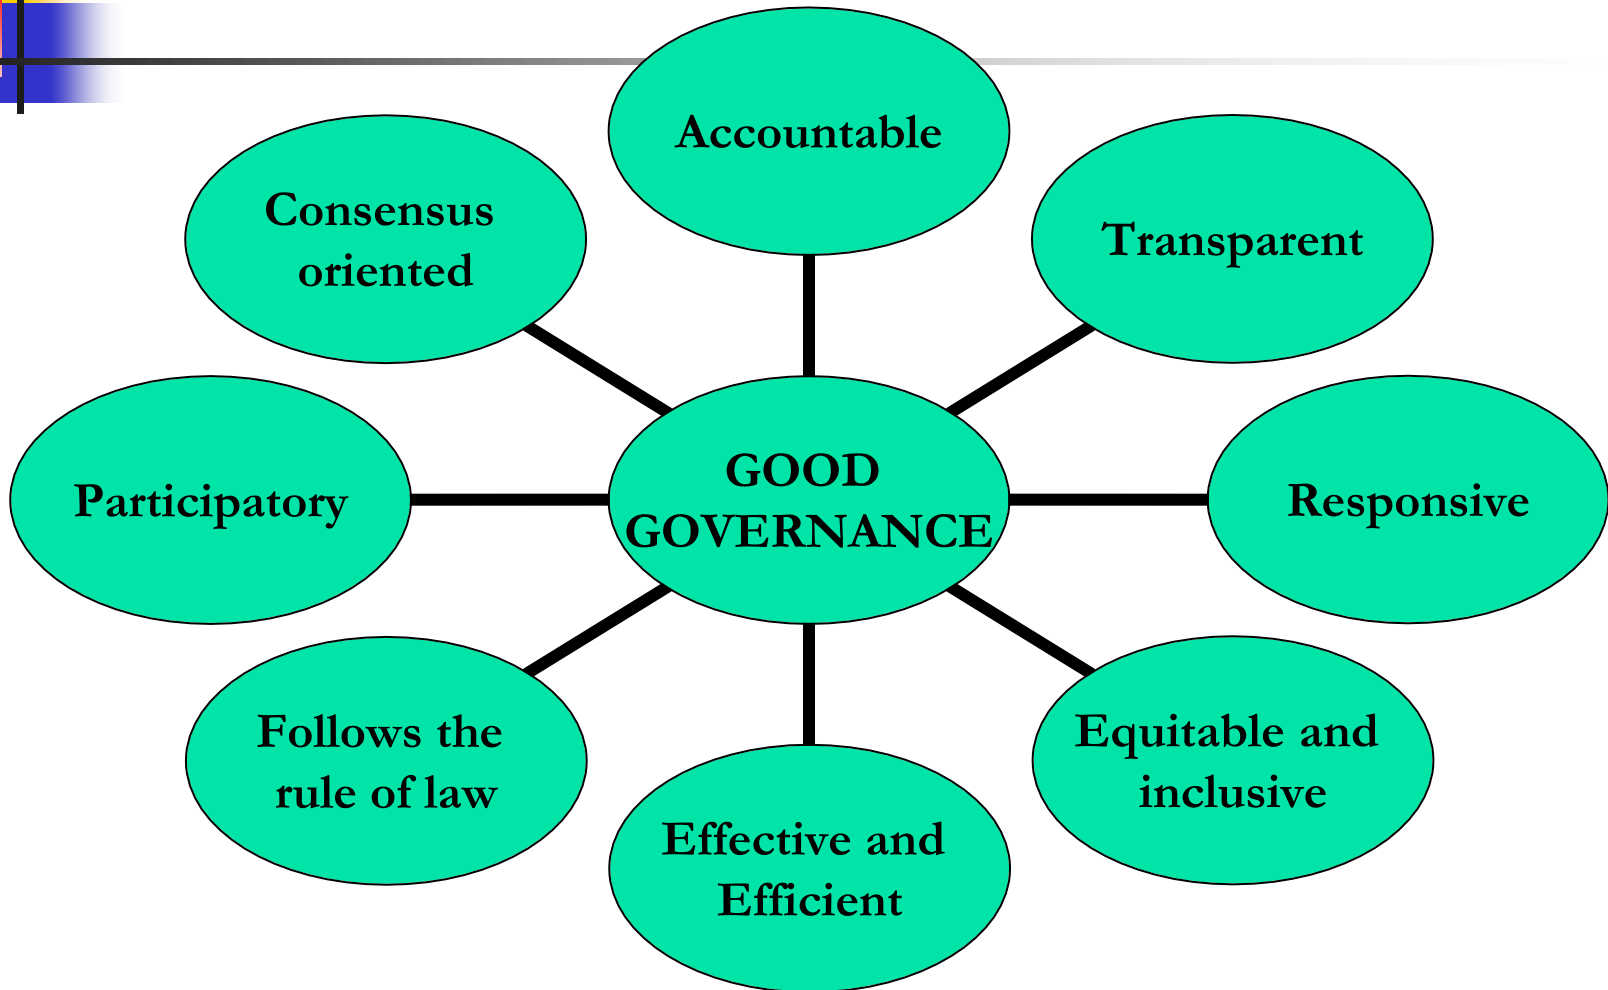 Accountable
Consensus
oriented
Transparent
Participatory
GOOD
GOVERNANCE
Responsive
Follows the
rule of law
Equitable and
inclusive
Effective and
Efficient